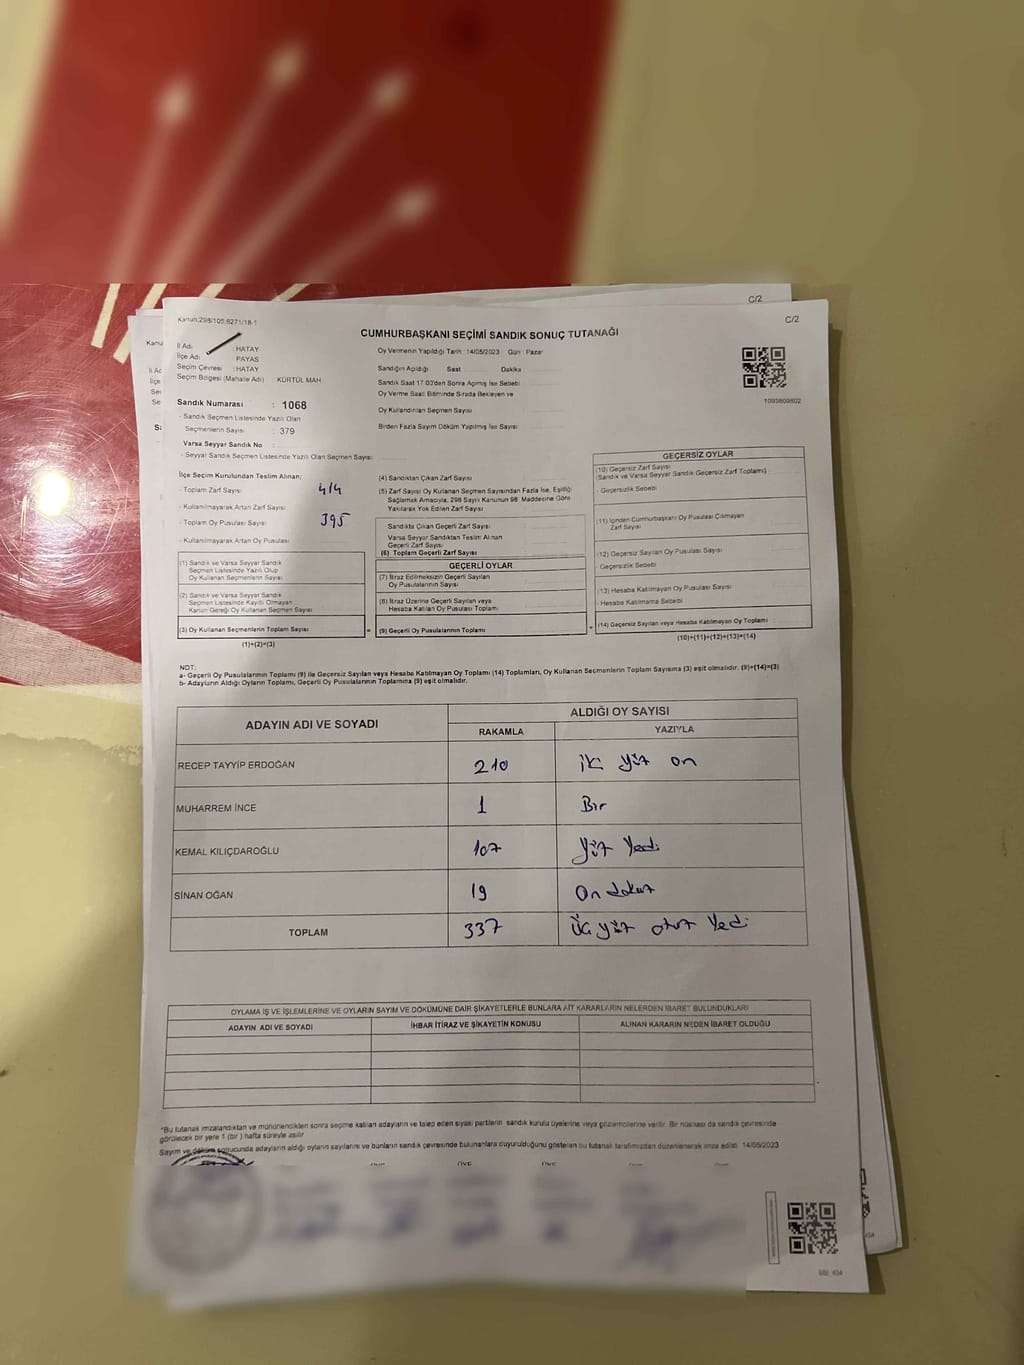 C/2
C/2
Kanun;298/105,6271/18-1
CUMHURBAŞKANI SEÇİMİ SANDIK SONUÇ TUTANAĞI
İl Adı : HATAY
İlçe Adı : PAYAS
Seçim Çevresi : HATAY
Seçim Bölgesi (Mahalle Adı) : KÜRTÜL MAH
Sandık Numarası : 1068
- Sandık Seçmen Listesinde Yazılı Olan
Seçmenlerin Sayısı : 379
Varsa Seyyar Sandık No :
- Seyyar Sandık Seçmen Listesinde Yazılı Olan Seçmen Sayısı
Oy Vermenin Yapıldığı Tarih : 14/05/2023 Gün : Pazar
Sandığın Açıldığı Saat Dakika
Sandık Saat 17.00'den Sonra Açılmış İse Sebebi
Oy Verme Saati Bitiminde Sırada Bekleyen ve
Oy Kullandırılan Seçmen Sayısı
Birden Fazla Sayım Döküm Yapılmış İse Sayısı
1093809802
İlçe Seçim Kurulundan Teslim Alınan;
- Toplam Zarf Sayısı 414
- Kullanılmayarak Artan Zarf Sayısı
- Toplam Oy Pusulası Sayısı 395
- Kullanılmayarak Artan Oy Pusulası
(1) Sandık ve Varsa Seyyar Sandık
Seçmen Listesinde Yazılı Olup
Oy Kullanan Seçmenlerin Sayısı
(2) Sandık ve Varsa Seyyar Sandık
Seçmen Listesinde Kayıtlı Olmayan
Kanun Gereği Oy Kullanan Seçmen Sayısı
(3) Oy Kullanan Seçmenlerin Toplam Sayısı
(1)+(2)=(3)
(4) Sandıktan Çıkan Zarf Sayısı
(5) Zarf Sayısı Oy Kullanan Seçmen Sayısından Fazla İse, Eşitliği
Sağlamak Amacıyla; 298 Sayılı Kanunun 98. Maddesine Göre
Yakılarak Yok Edilen Zarf Sayısı
Sandıkta Çıkan Geçerli Zarf Sayısı
Varsa Seyyar Sandıktan Teslim Alınan
Geçerli Zarf Sayısı
(6) Toplam Geçerli Zarf Sayısı
GEÇERLİ OYLAR
(7) İtiraz Edilmeksizin Geçerli Sayılan
Oy Pusulalarının Sayısı
(8) İtiraz Üzerine Geçerli Sayılan veya
Hesaba Katılan Oy Pusulası Toplamı
= (9) Geçerli Oy Pusulalarının Toplamı
GEÇERSİZ OYLAR
(10) Geçersiz Zarf Sayısı
(Sandık ve Varsa Seyyar Sandık Geçersiz Zarf Toplamı)
- Geçersizlik Sebebi
(11) İçinden Cumhurbaşkanı Oy Pusulası Çıkmayan
Zarf Sayısı
(12) Geçersiz Sayılan Oy Pusulası Sayısı
- Geçersizlik Sebebi
(13) Hesaba Katılmayan Oy Pusulası Sayısı
- Hesaba Katılmama Sebebi
+ (14) Geçersiz Sayılan veya Hesaba Katılmayan Oy Toplamı
(10)+(11)+(12)+(13)=(14)
NOT:
a- Geçerli Oy Pusulalarının Toplamı (9) ile Geçersiz Sayılan veya Hesaba Katılmayan Oy Toplamı (14) Toplamları, Oy Kullanan Seçmenlerin Toplam Sayısına (3) eşit olmalıdır. (9)+(14)=(3)
b- Adayların Aldığı Oyların Toplamı, Geçerli Oy Pusulalarının Toplamına (9) eşit olmalıdır.
ADAYIN ADI VE SOYADI
ALDIĞI OY SAYISI
RAKAMLA YAZIYLA
RECEP TAYYİP ERDOĞAN 210 iki yüz on
MUHARREM İNCE 1 Bir
KEMAL KILIÇDAROĞLU 107 Yüz Yedi
SİNAN OĞAN 19 On dokuz
TOPLAM 337 Üç yüz otuz Yedi
OYLAMA İŞ VE İŞLEMLERİNE VE OYLARIN SAYIM VE DÖKÜMÜNE DAİR ŞİKAYETLERLE BUNLARA AİT KARARLARIN NELERDEN İBARET BULUNDUKLARI
ADAYIN ADI VE SOYADI İHBAR İTİRAZ VE ŞİKAYETİN KONUSU ALINAN KARARIN NEDEN İBARET OLDUĞU
*Bu tutanak imzalandıktan ve mühürlendikten sonra seçime katılan adayların ve talep eden siyasi partilerin sandık kurulu üyelerine veya gözlemcilerine verilir. Bir nüshası da sandık çevresinde
görülecek bir yere 1 (bir) hafta süreyle asılır
Sayım ve döküm sonucunda adayların aldığı oyların sayılarını ve bunların sandık çevresinde bulunanlara duyurulduğunu gösteren bu tutanak tarafımızdan düzenlenerek imza edildi. 14/05/2023